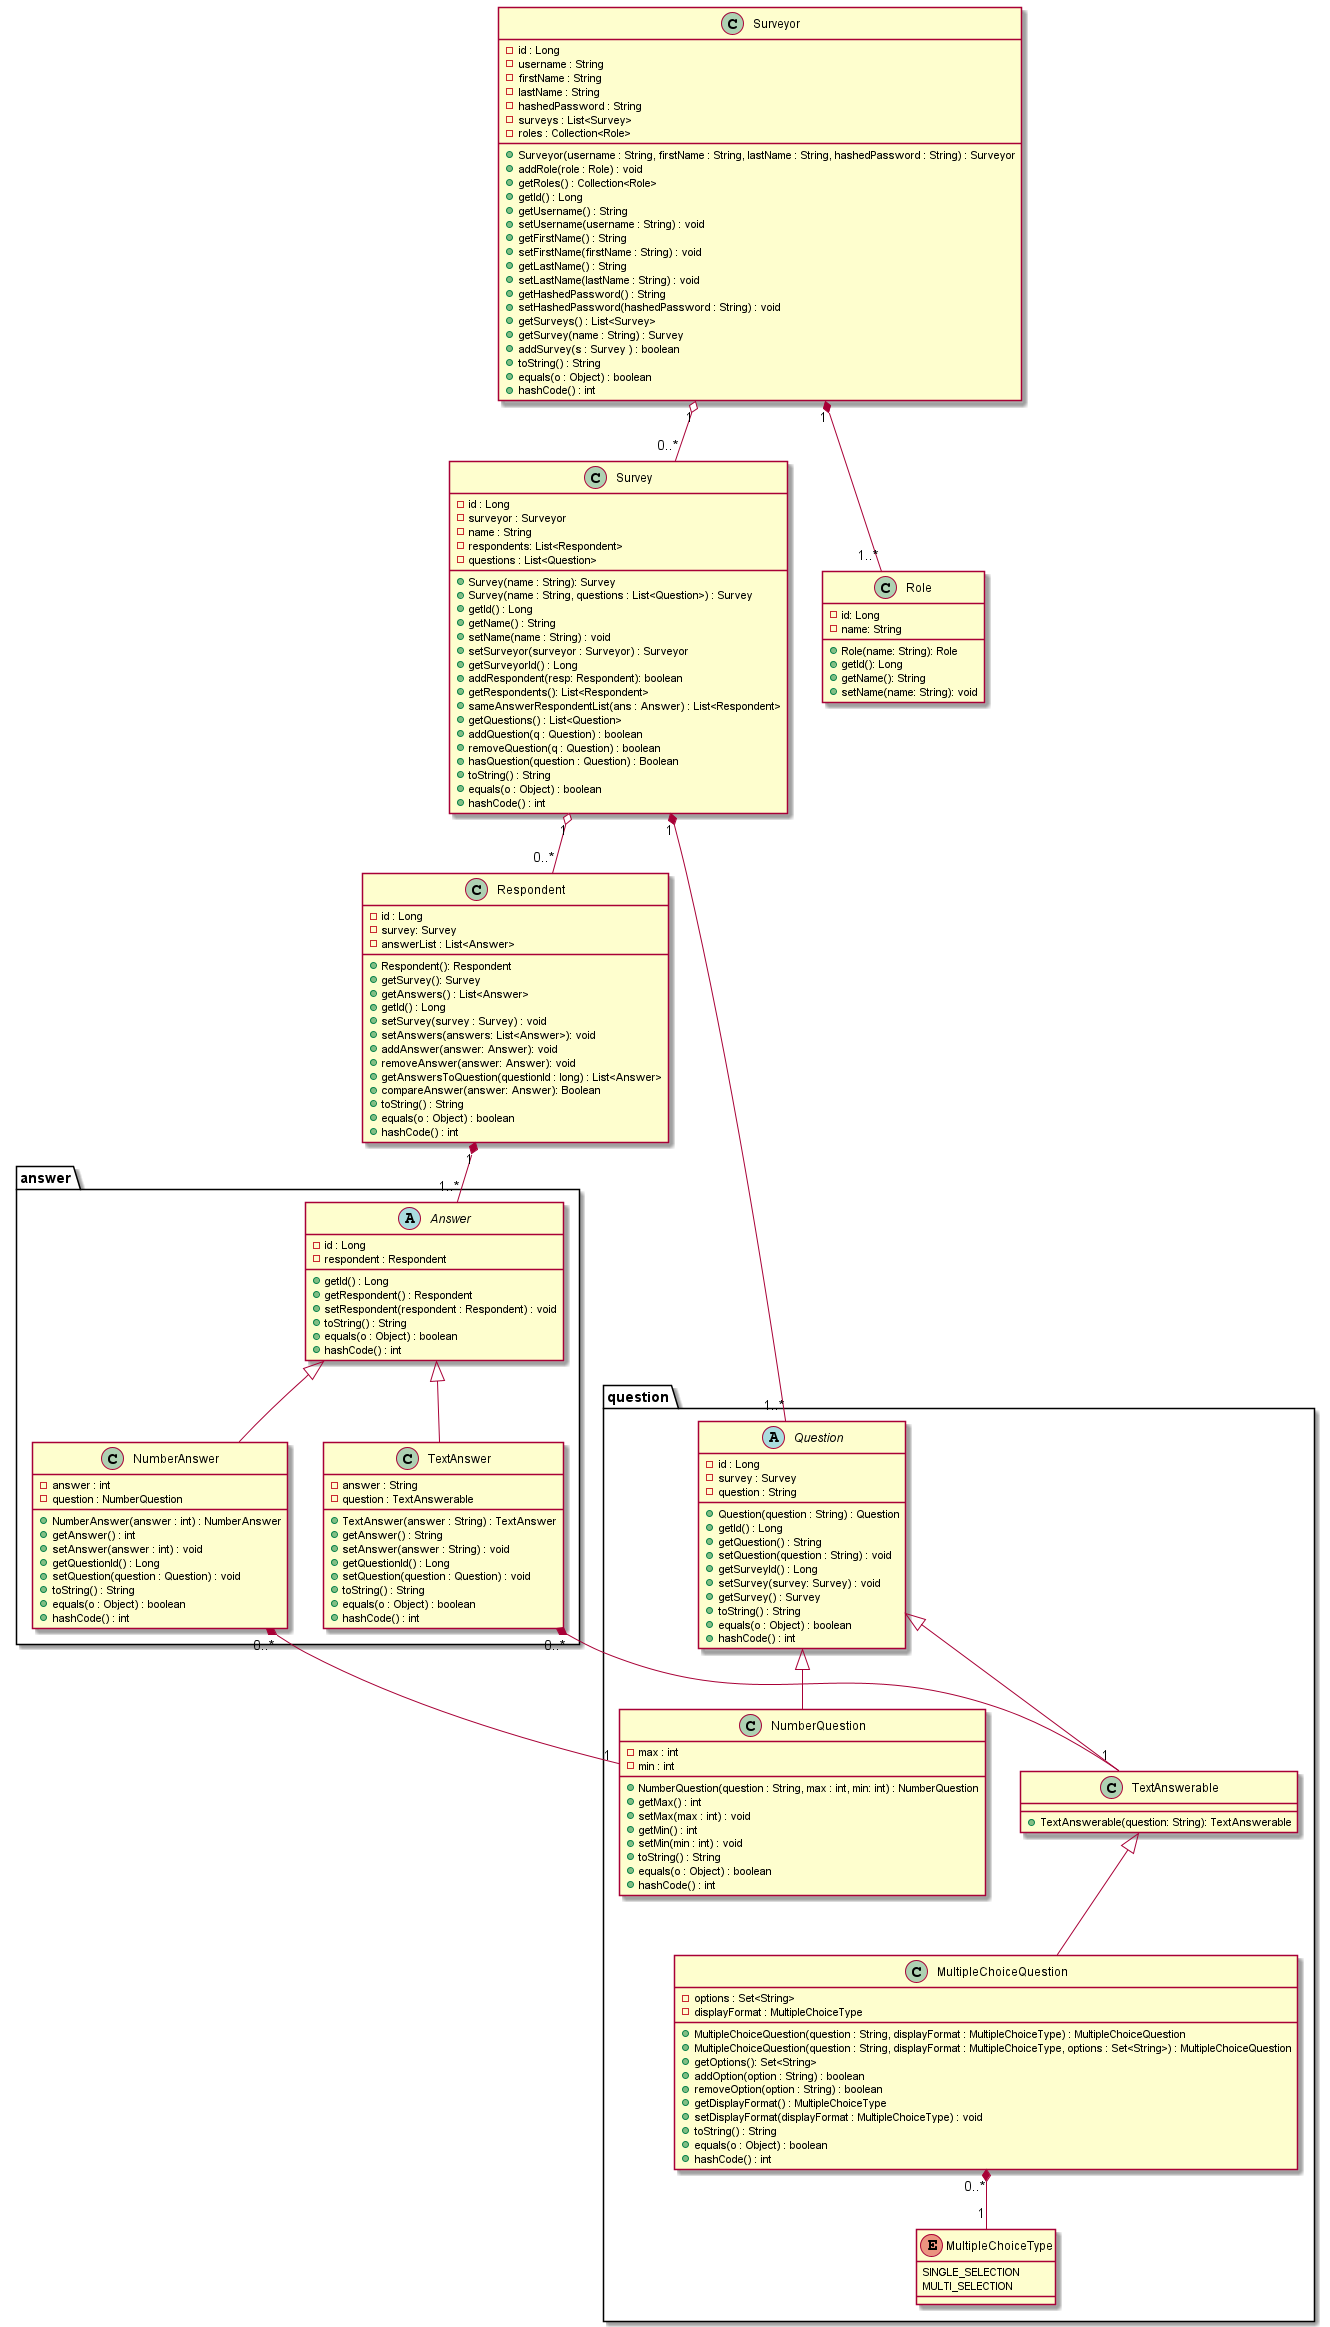 Surveyor
id : Long
username : String
firstName : String
lastName : String
hashedPassword : String
surveys : List<Survey>
roles : Collection<Role>
Surveyor(username : String, firstName : String, lastName : String, hashedPassword : String) : Surveyor
addRole(role : Role) : void
getRoles() : Collection<Role>
getId() : Long
getUsername() : String
setUsername(username : String) : void
getFirstName() : String
setFirstName(firstName : String) : void
getLastName() : String
setLastName(lastName : String) : void
getHashedPassword() : String
setHashedPassword(hashedPassword : String) : void
getSurveys() : List<Survey>
getSurvey(name : String) : Survey
addSurvey(s : Survey ) : boolean
toString() : String
equals(o : Object) : boolean
hashCode() : int
1
1
0..*
1..*
Survey
id : Long
surveyor : Surveyor
name : String
respondents: List<Respondent>
questions : List<Question>
Survey(name : String): Survey
Survey(name : String, questions : List<Question>) : Survey
getId() : Long
getName() : String
setName(name : String) : void
setSurveyor(surveyor : Surveyor) : Surveyor
getSurveyorId() : Long
addRespondent(resp: Respondent): boolean
getRespondents(): List<Respondent>
sameAnswerRespondentList(ans : Answer) : List<Respondent>
getQuestions() : List<Question>
addQuestion(q : Question) : boolean
removeQuestion(q : Question) : boolean
hasQuestion(question : Question) : Boolean
toString() : String
equals(o : Object) : boolean
hashCode() : int
Role
id: Long
name: String
Role(name: String): Role
getId(): Long
getName(): String
setName(name: String): void
1
1
0..*
Respondent
id : Long
survey: Survey
answerList : List<Answer>
Respondent(): Respondent
getSurvey(): Survey
getAnswers() : List<Answer>
getId() : Long
setSurvey(survey : Survey) : void
setAnswers(answers: List<Answer>): void
addAnswer(answer: Answer): void
removeAnswer(answer: Answer): void
getAnswersToQuestion(questionId : long) : List<Answer>
compareAnswer(answer: Answer): Boolean
toString() : String
equals(o : Object) : boolean
hashCode() : int
1
1..*
answer
Answer
id : Long
respondent : Respondent
getId() : Long
getRespondent() : Respondent
setRespondent(respondent : Respondent) : void
toString() : String
equals(o : Object) : boolean
hashCode() : int
NumberAnswer
answer : int
question : NumberQuestion
NumberAnswer(answer : int) : NumberAnswer
getAnswer() : int
setAnswer(answer : int) : void
getQuestionId() : Long
setQuestion(question : Question) : void
toString() : String
equals(o : Object) : boolean
hashCode() : int
0..*
TextAnswer
answer : String
question : TextAnswerable
TextAnswer(answer : String) : TextAnswer
getAnswer() : String
setAnswer(answer : String) : void
getQuestionId() : Long
setQuestion(question : Question) : void
toString() : String
equals(o : Object) : boolean
hashCode() : int
0..*
question
1..*
Question
id : Long
survey : Survey
question : String
Question(question : String) : Question
getId() : Long
getQuestion() : String
setQuestion(question : String) : void
getSurveyId() : Long
setSurvey(survey: Survey) : void
getSurvey() : Survey
toString() : String
equals(o : Object) : boolean
hashCode() : int
1
NumberQuestion
max : int
min : int
NumberQuestion(question : String, max : int, min: int) : NumberQuestion
getMax() : int
setMax(max : int) : void
getMin() : int
setMin(min : int) : void
toString() : String
equals(o : Object) : boolean
hashCode() : int
1
TextAnswerable
TextAnswerable(question: String): TextAnswerable
MultipleChoiceQuestion
options : Set<String>
displayFormat : MultipleChoiceType
MultipleChoiceQuestion(question : String, displayFormat : MultipleChoiceType) : MultipleChoiceQuestion
MultipleChoiceQuestion(question : String, displayFormat : MultipleChoiceType, options : Set<String>) : MultipleChoiceQuestion
getOptions(): Set<String>
addOption(option : String) : boolean
removeOption(option : String) : boolean
getDisplayFormat() : MultipleChoiceType
setDisplayFormat(displayFormat : MultipleChoiceType) : void
toString() : String
equals(o : Object) : boolean
hashCode() : int
0..*
1
MultipleChoiceType
SINGLE_SELECTION
MULTI_SELECTION